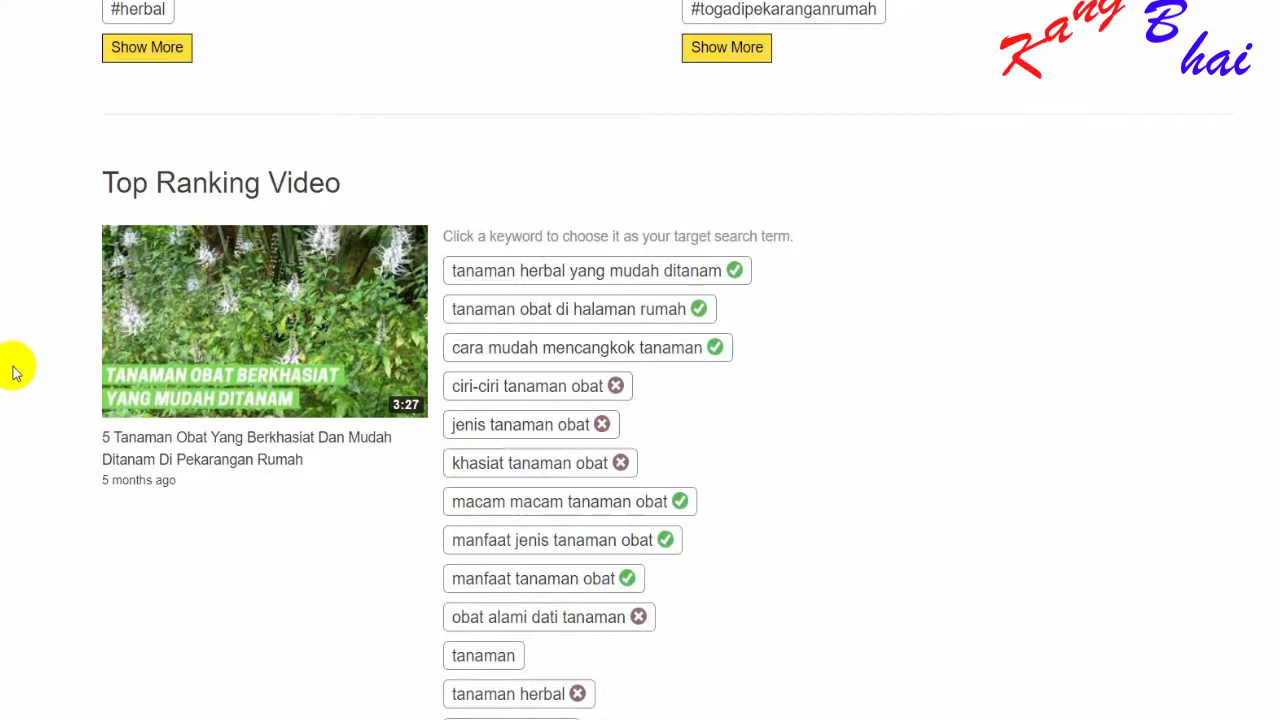 #herbal
#togadipekaranganrumah
Show More
Show More
Kang Bhai
Top Ranking Video
TANAMAN OBAT BERKHASIAT
YANG MUDAH DITANAM
3:27
5 Tanaman Obat Yang Berkhasiat Dan Mudah
Ditanam Di Pekarangan Rumah
5 months ago
Click a keyword to choose it as your target search term.
tanaman herbal yang mudah ditanam
tanaman obat di halaman rumah
cara mudah mencangkok tanaman
ciri-ciri tanaman obat
jenis tanaman obat
khasiat tanaman obat
macam macam tanaman obat
manfaat jenis tanaman obat
manfaat tanaman obat
obat alami dati tanaman
tanaman
tanaman herbal